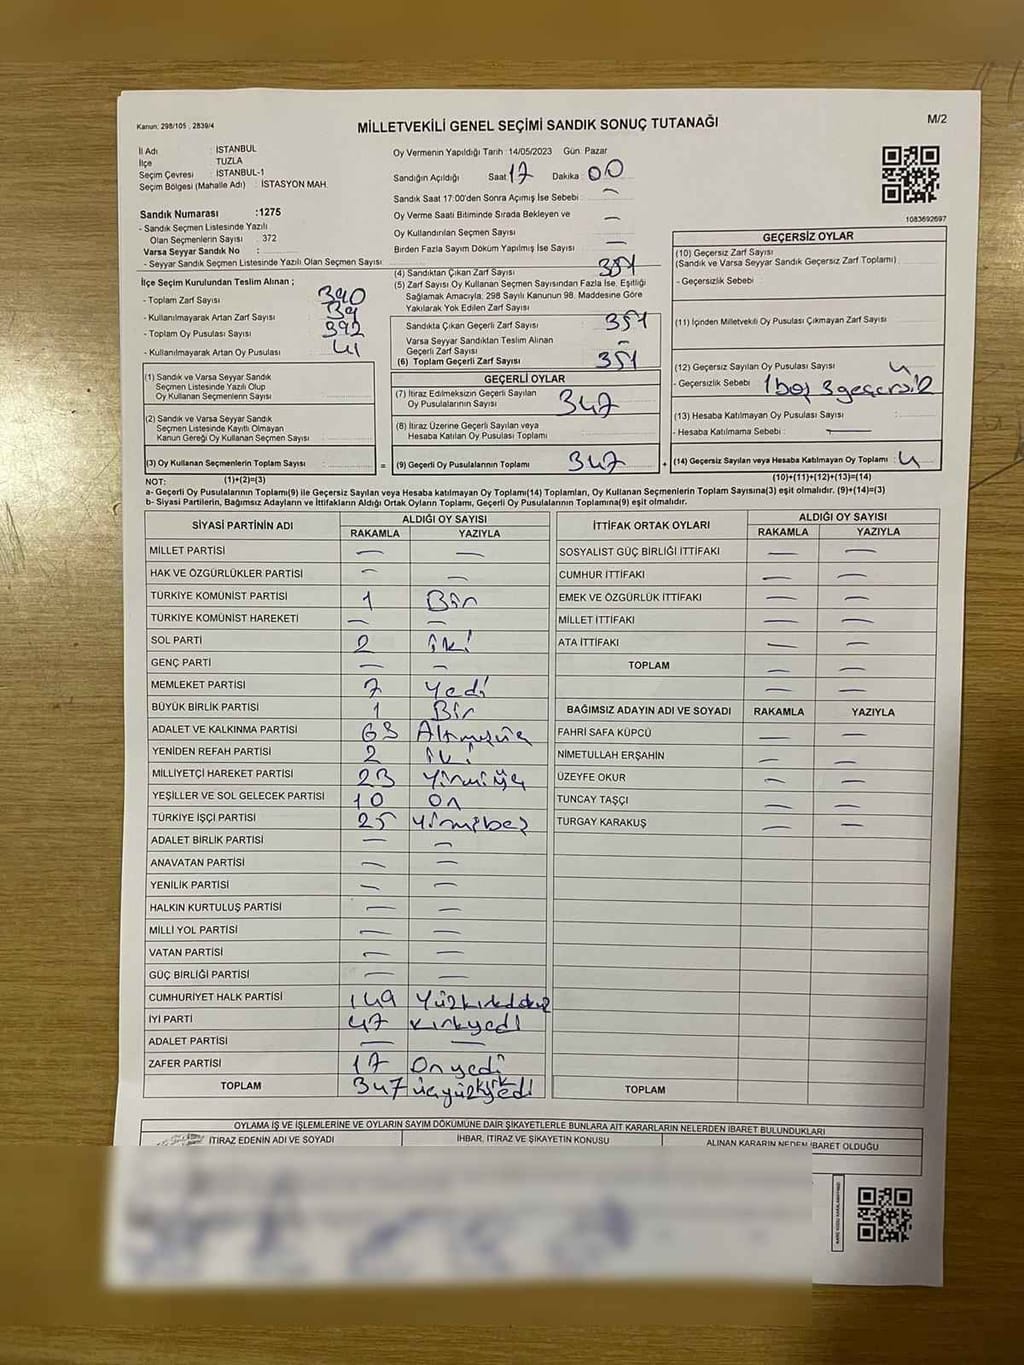 Kanun: 298/105 , 2839/4
MİLLETVEKİLİ GENEL SEÇİMİ SANDIK SONUÇ TUTANAĞI
M/2
İl Adı : İSTANBUL
İlçe TUZLA
Seçim Çevresi : İSTANBUL-1
Seçim Bölgesi (Mahalle Adı) : İSTASYON MAH.
Oy Vermenin Yapıldığı Tarih : 14/05/2023 Gün: Pazar
Sandığın Açıldığı Saat 17 Dakika : 00
Sandık Saat 17:00'den Sonra Açımış İse Sebebi : —
Oy Verme Saati Bitiminde Sırada Bekleyen ve
Oy Kullandırılan Seçmen Sayısı : —
Birden Fazla Sayım Döküm Yapılmış İse Sayısı : —
1083692697
Sandık Numarası :1275
- Sandık Seçmen Listesinde Yazılı
Olan Seçmenlerin Sayısı : 372
Varsa Seyyar Sandık No :
- Seyyar Sandık Seçmen Listesinde Yazılı Olan Seçmen Sayısı
İlçe Seçim Kurulundan Teslim Alınan ;
- Toplam Zarf Sayısı 390
- Kullanılmayarak Artan Zarf Sayısı : 39
- Toplam Oy Pusulası Sayısı : 392
- Kullanılmayarak Artan Oy Pusulası : 41
(1) Sandık ve Varsa Seyyar Sandık
Seçmen Listesinde Yazılı Olup
Oy Kullanan Seçmenlerin Sayısı :
(2) Sandık ve Varsa Seyyar Sandık
Seçmen Listesinde Kayıtlı Olmayan
Kanun Gereği Oy Kullanan Seçmen Sayısı :
(3) Oy Kullanan Seçmenlerin Toplam Sayısı :
(4) Sandıktan Çıkan Zarf Sayısı 351
(5) Zarf Sayısı Oy Kullanan Seçmen Sayısından Fazla İse, Eşitliği
Sağlamak Amacıyla, 298 Sayılı Kanunun 98. Maddesine Göre
Yakılarak Yok Edilen Zarf Sayısı :
Sandıkta Çıkan Geçerli Zarf Sayısı : 351
Varsa Seyyar Sandıktan Teslim Alınan
Geçerli Zarf Sayısı : —
(6) Toplam Geçerli Zarf Sayısı : 351
GEÇERLİ OYLAR
(7) İtiraz Edilmeksizin Geçerli Sayılan
Oy Pusulalarının Sayısı : 347
(8) İtiraz Üzerine Geçerli Sayılan veya
Hesaba Katılan Oy Pusulası Toplamı
= (9) Geçerli Oy Pusulalarının Toplamı : 347
GEÇERSİZ OYLAR
(10) Geçersiz Zarf Sayısı
(Sandık ve Varsa Seyyar Sandık Geçersiz Zarf Toplamı)
- Geçersizlik Sebebi
(11) İçinden Milletvekili Oy Pusulası Çıkmayan Zarf Sayısı
(12) Geçersiz Sayılan Oy Pusulası Sayısı : 4
- Geçersizlik Sebebi : 1 boş 3 geçersiz
(13) Hesaba Katılmayan Oy Pusulası Sayısı :
- Hesaba Katılmama Sebebi : —
+ (14) Geçersiz Sayılan veya Hesaba Katılmayan Oy Toplamı : 4
NOT: (1)+(2)=(3)
(10)+(11)+(12)+(13)=(14)
a- Geçerli Oy Pusulalarının Toplamı(9) ile Geçersiz Sayılan veya Hesaba katılmayan Oy Toplamı(14) Toplamları, Oy Kullanan Seçmenlerin Toplam Sayısına(3) eşit olmalıdır. (9)+(14)=(3)
b- Siyasi Partilerin, Bağımsız Adayların ve İttifakların Aldığı Ortak Oyların Toplamı, Geçerli Oy Pusulalarının Toplamına(9) eşit olmalıdır.
SİYASİ PARTİNİN ADI ALDIĞI OY SAYISI
RAKAMLA YAZIYLA
MİLLET PARTİSİ — —
HAK VE ÖZGÜRLÜKLER PARTİSİ — —
TÜRKİYE KOMÜNİST PARTİSİ 1 Bir
TÜRKİYE KOMÜNİST HAREKETİ — —
SOL PARTİ 2 iki
GENÇ PARTİ — —
MEMLEKET PARTİSİ 7 Yedi
BÜYÜK BİRLİK PARTİSİ 1 Bir
ADALET VE KALKINMA PARTİSİ 63 Altmışüç
YENİDEN REFAH PARTİSİ 2 iki
MİLLİYETÇİ HAREKET PARTİSİ 23 Yirmiüç
YEŞİLLER VE SOL GELECEK PARTİSİ 10 On
TÜRKİYE İŞÇİ PARTİSİ 25 Yirmibeş
ADALET BİRLİK PARTİSİ — —
ANAVATAN PARTİSİ — —
YENİLİK PARTİSİ — —
HALKIN KURTULUŞ PARTİSİ — —
MİLLİ YOL PARTİSİ — —
VATAN PARTİSİ — —
GÜÇ BİRLİĞİ PARTİSİ — —
CUMHURİYET HALK PARTİSİ 149 Yüzkırkdokuz
İYİ PARTİ 47 Kırkyedi
ADALET PARTİSİ — —
ZAFER PARTİSİ 17 Onyedi
TOPLAM 347 üçyüzkırkyedi
İTTİFAK ORTAK OYLARI ALDIĞI OY SAYISI
RAKAMLA YAZIYLA
SOSYALIST GÜÇ BİRLİĞİ İTTİFAKI — —
CUMHUR İTTİFAKI — —
EMEK VE ÖZGÜRLÜK İTTİFAKI — —
MİLLET İTTİFAKI — —
ATA İTTİFAKI — —
TOPLAM — —
— —
BAĞIMSIZ ADAYIN ADI VE SOYADI RAKAMLA YAZIYLA
FAHRİ SAFA KÜPCÜ — —
NİMETULLAH ERŞAHİN — —
ÜZEYFE OKUR — —
TUNCAY TAŞÇI — —
TURGAY KARAKUŞ — —
TOPLAM
OYLAMA İŞ VE İŞLEMLERİNE VE OYLARIN SAYIM DÖKÜMÜNE DAİR ŞİKAYETLERLE BUNLARA AİT KARARLARIN NELERDEN İBARET BULUNDUKLARI
İTİRAZ EDENİN ADI VE SOYADI İHBAR, İTİRAZ VE ŞİKAYETİN KONUSU ALINAN KARARIN NEDEN İBARET OLDUĞU